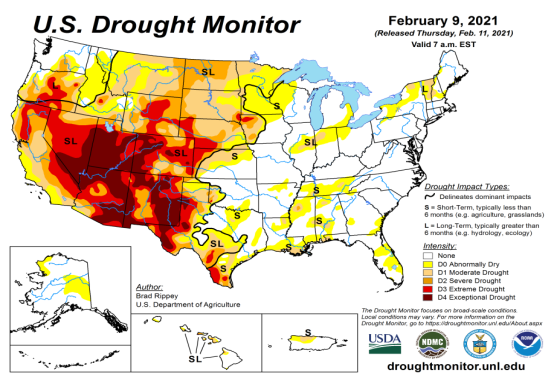 U.S. Drought Monitor
February 9, 2021
(Released Thursday, Feb. 11, 2021)
Valid 7 a.m. EST
SL
S
L
SL
SL
SL
S
S
S
S
SL
S
S
S
Drought Impact Types:
Delineates dominant impacts
S = Short-Term, typically less than
6 months (e.g. agriculture, grasslands)
L = Long-Term, typically greater than
6 months (e.g. hydrology, ecology)
Intensity:
None
D0 Abnormally Dry
D1 Moderate Drought
D2 Severe Drought
D3 Extreme Drought
D4 Exceptional Drought
Author:
Brad Rippey
U.S. Department of Agriculture
SL
S
The Drought Monitor focuses on broad-scale conditions.
Local conditions may vary. For more information on the
Drought Monitor, go to https://droughtmonitor.unl.edu/About.aspx
USDA
NDMC
NOAA
droughtmonitor.unl.edu